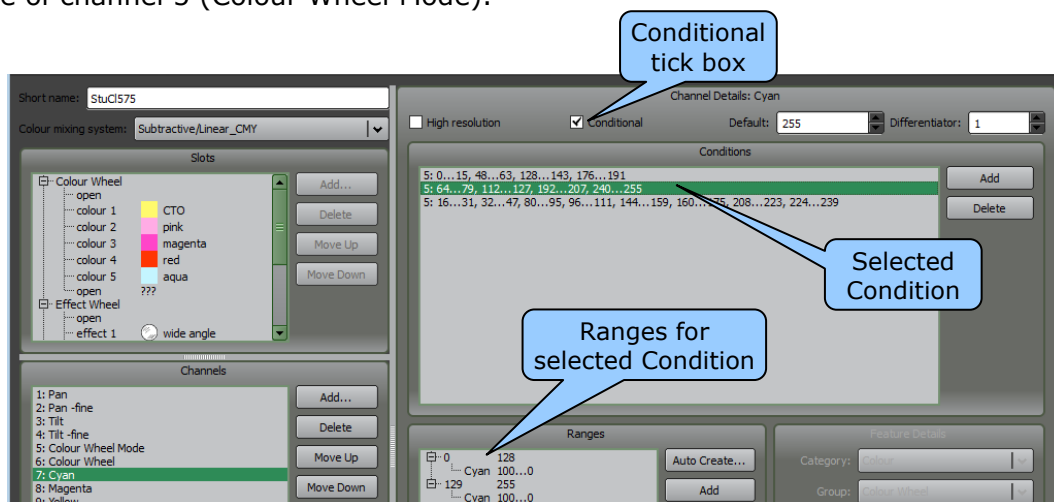 e of channel 5 (Colour Wheel Mode).
Conditional
tick box
Short name: StuCl575
Colour mixing system: Subtractive/Linear_CMY
Slots
Colour Wheel
open
colour 1 CTO
colour 2 pink
colour 3 magenta
colour 4 red
colour 5 aqua
open ???
Effect Wheel
open
effect 1 wide angle
Add...
Delete
Move Up
Move Down
Channels
1: Pan
2: Pan -fine
3: Tilt
4: Tilt -fine
5: Colour Wheel Mode
6: Colour Wheel
7: Cyan
8: Magenta
9: Yellow
Add...
Delete
Move Up
Move Down
Channel Details: Cyan
High resolution Conditional Default: 255 Differentiator: 1
Conditions
5: 0...15, 48...63, 128...143, 176...191
5: 64...79, 112...127, 192...207, 240...255
5: 16...31, 32...47, 80...95, 96...111, 144...159, 160...175, 208...223, 224...239
Add
Delete
Selected
Condition
Ranges for
selected Condition
Ranges
0 128
Cyan 100...0
129 255
Cyan 100...0
Auto Create...
Add
Feature Details
Category: Colour
Group: Colour Wheel